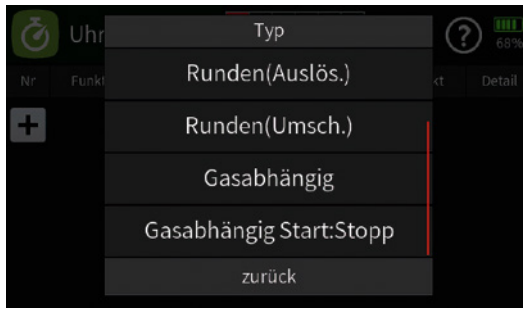 Uhr
Typ
?
68%
Nr
Funkt
kt
Detail
Runden(Auslös.)
Runden(Umsch.)
Gasabhängig
Gasabhängig Start:Stopp
zurück